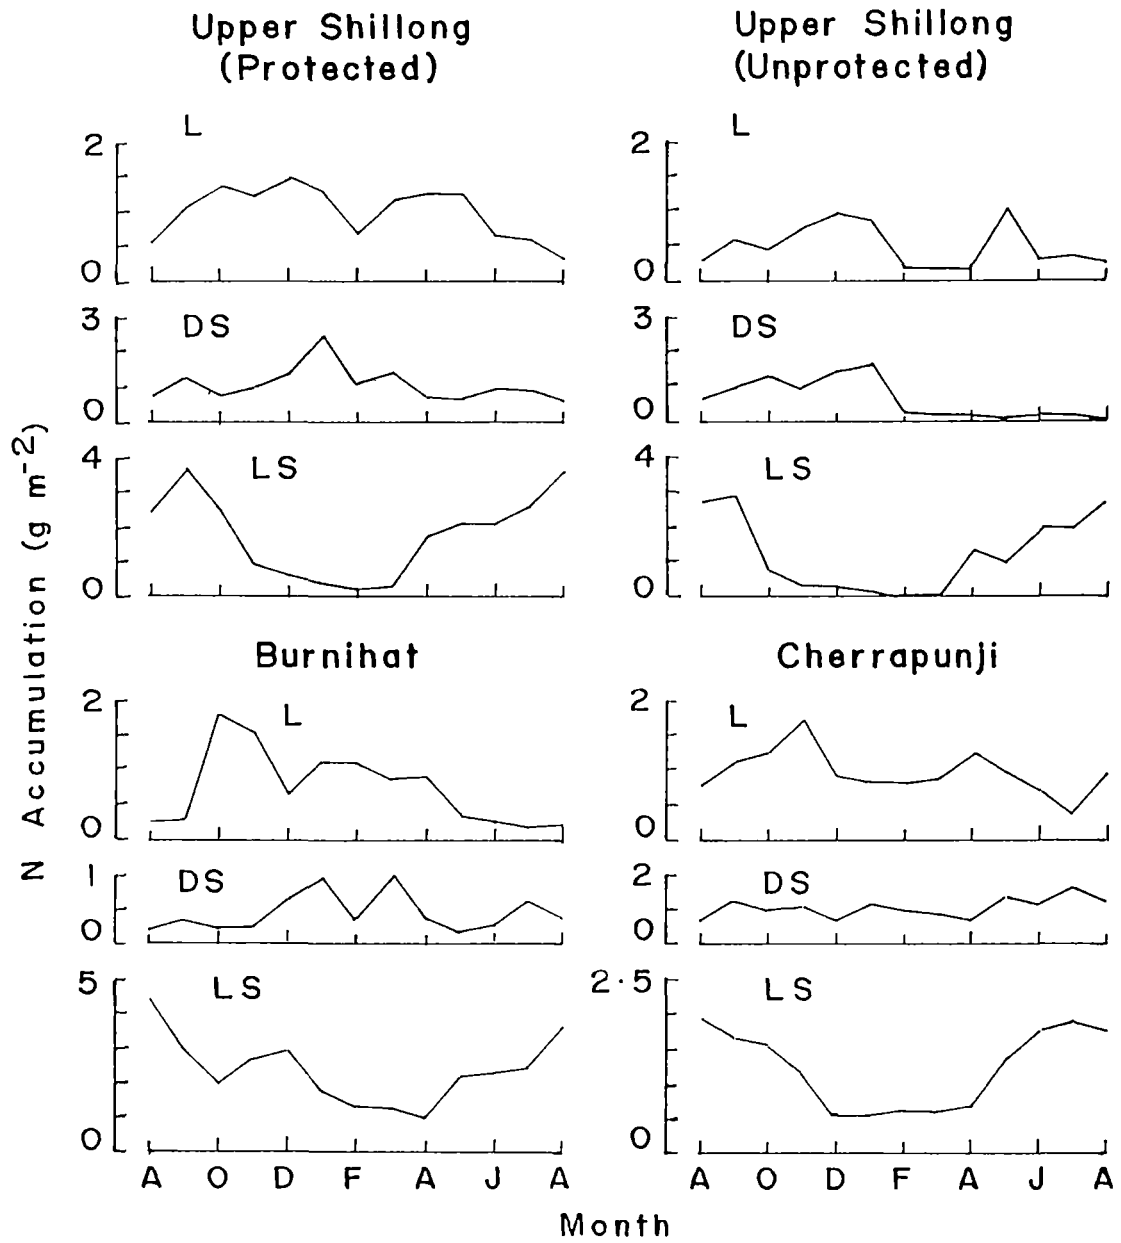 Upper Shillong
(Protected)
Upper Shillong
(Unprotected)
L
2
0
DS
3
0
LS
4
0
L
2
0
DS
3
0
LS
4
0
N Accumulation (g m⁻²)
Burnihat
L
2
0
DS
1
0
LS
5
0
A O D F A J A
Cherrapunji
L
2
0
DS
2
0
LS
2·5
0
A O D F A J A
Month